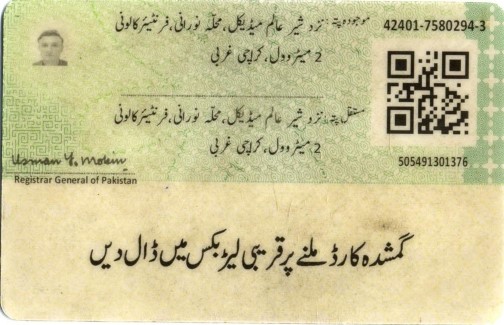 موجودہ پتہ: نزد شیر عالم میڈیکل، محلہ نورانی، فرنٹیئر کالونی
2 میٹروول، کراچی غربی
42401-7580294-3
مستقل پتہ: نزد شیر عالم میڈیکل، محلہ نورانی، فرنٹیئر کالونی
2 میٹروول، کراچی غربی
505491301376
Usman Y. Mobin
Registrar General of Pakistan
گمشدہ کارڈ ملنے پر قریبی لیٹر بکس میں ڈال دیں